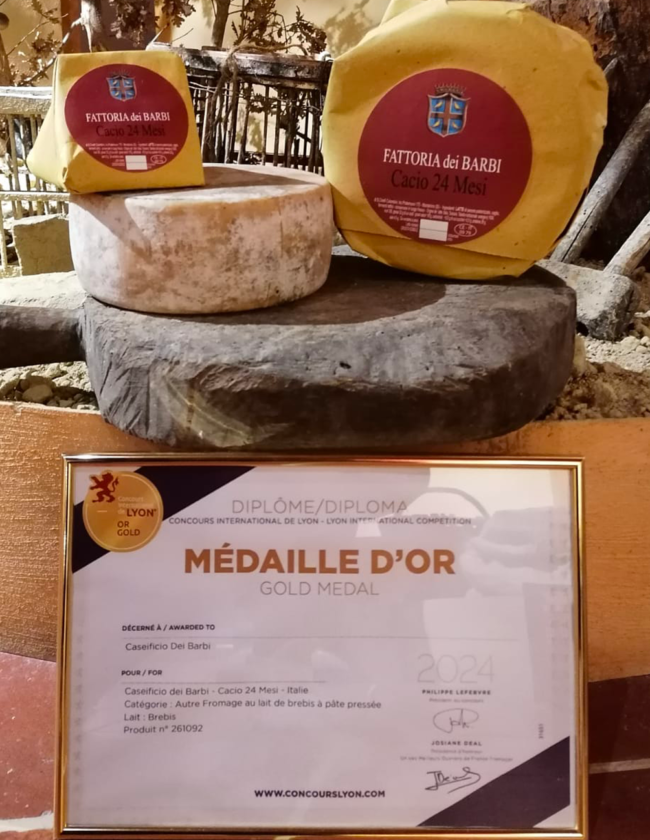 FATTORIA dei BARBI
Cacio 24 Mesi
FATTORIA dei BARBI
Cacio 24 Mesi
LYON
OR
GOLD
DIPLÔME/DIPLOMA
CONCOURS INTERNATIONAL DE LYON - LYON INTERNATIONAL COMPETITION
MÉDAILLE D'OR
GOLD MEDAL
DÉCERNÉ À / AWARDED TO
Caseificio Dei Barbi
POUR / FOR
Caseificio dei Barbi - Cacio 24 Mesi - Italie
Catégorie : Autre Fromage au lait de brebis à pâte pressée
Lait : Brebis
Produit n° 261092
2024
PHILIPPE LEFEBVRE
JOSIANE DEAL
WWW.CONCOURSLYON.COM